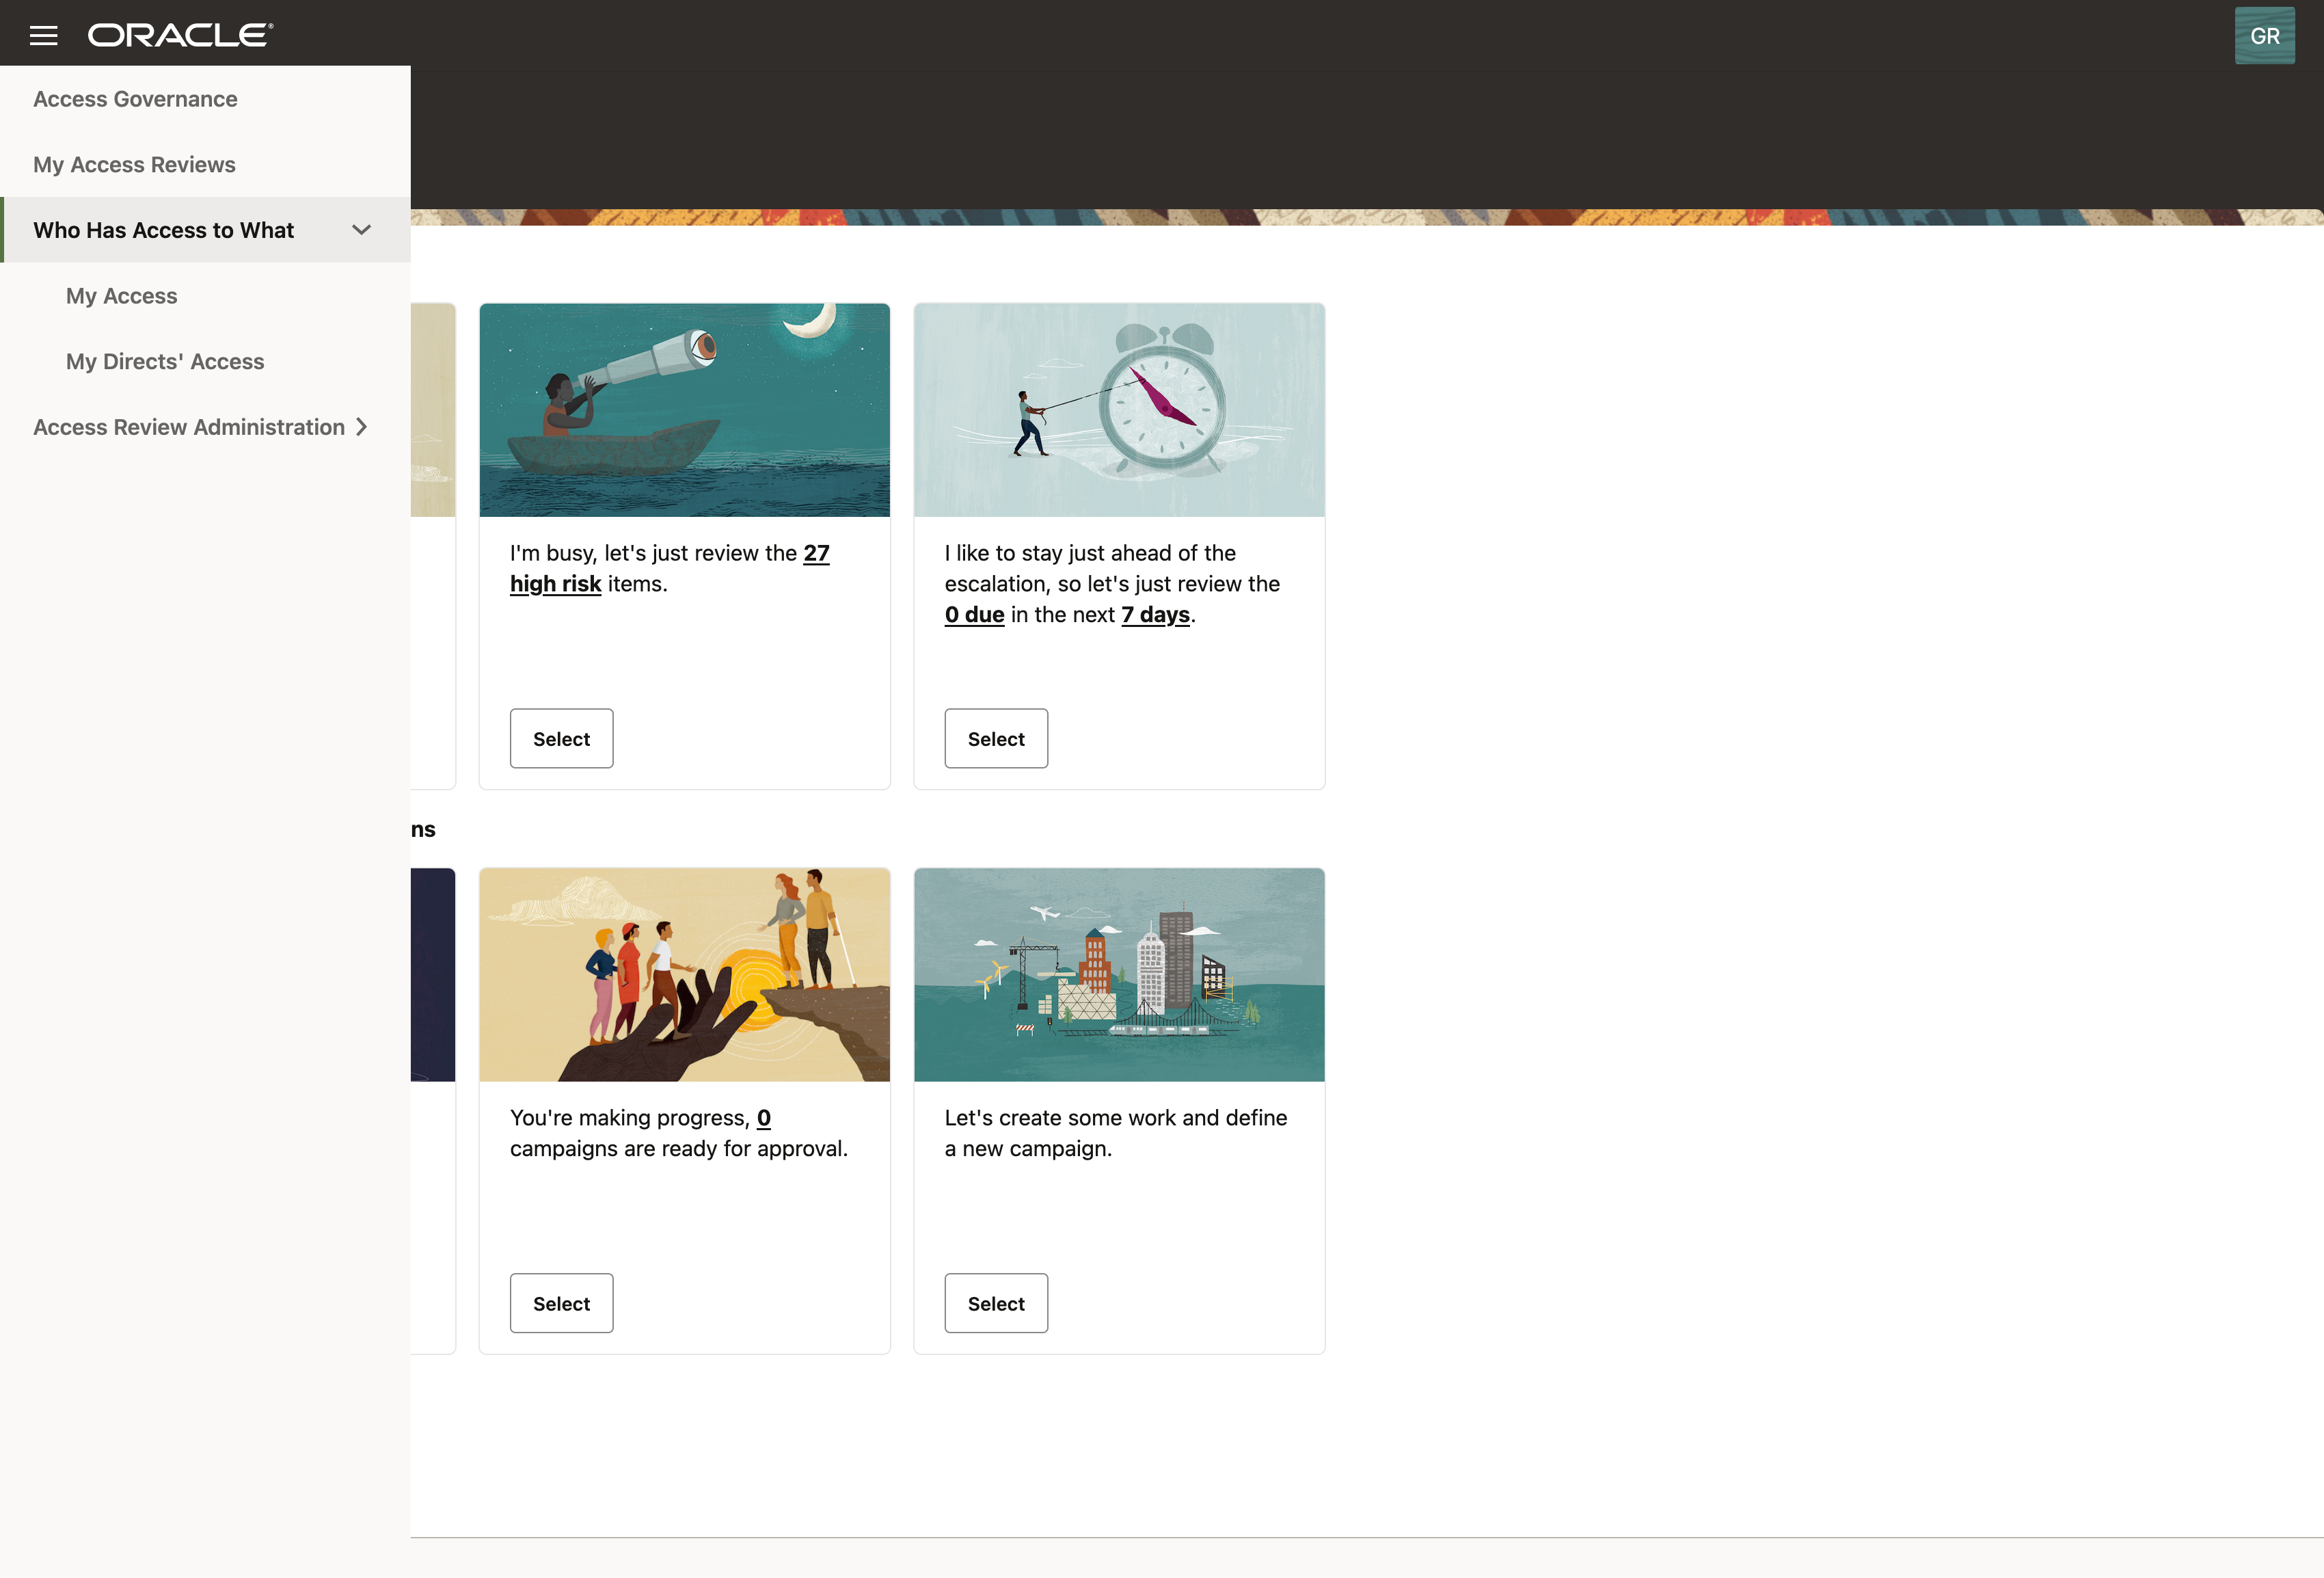 ORACLE
GR
Access Governance
My Access Reviews
Who Has Access to What
My Access
My Directs' Access
Access Review Administration
I'm busy, let's just review the 27
high risk items.
Select
I like to stay just ahead of the
escalation, so let's just review the
0 due in the next 7 days.
Select
ns
You're making progress, 0
campaigns are ready for approval.
Select
Let's create some work and define
a new campaign.
Select